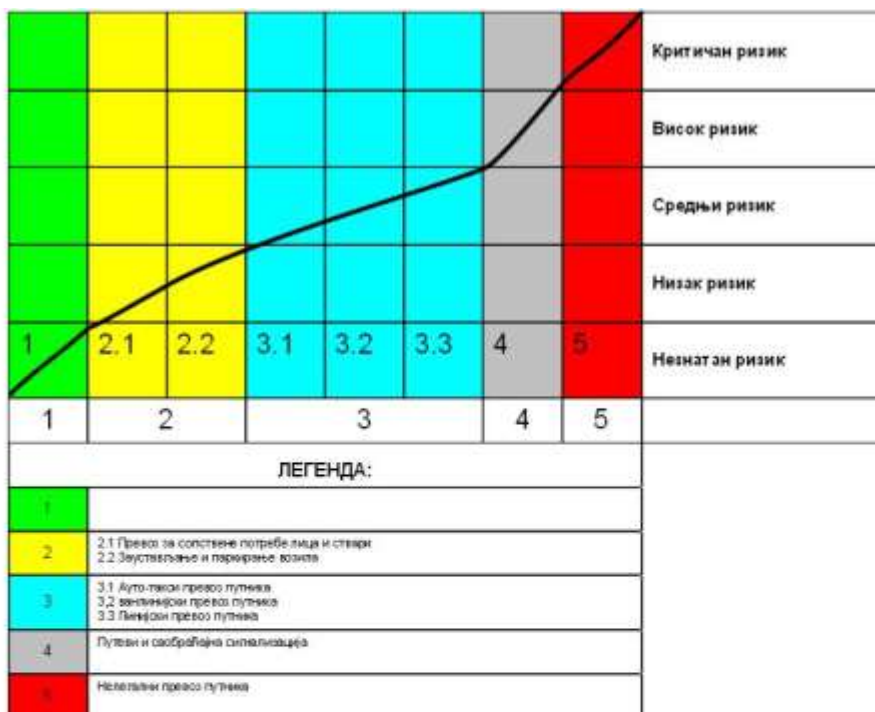 Критичан ризик
Висок ризик
Средњи ризик
Низак ризик
1 2.1 2.2 3.1 3.2 3.3 4 5
Незнатан ризик
1 2 3 4 5
ЛЕГЕНДА:
1
2
2.1 Превоз за сопствене потребе лица и ствари
2.2 Заустављање и паркирање возила
3
3.1 Ауто-такси превоз путника
3,2 ванлинијски превоз путника
3.3 Линијски превоз путника
4
Путеви и саобраћајна сигнализација
5
Нелегални превоз путника